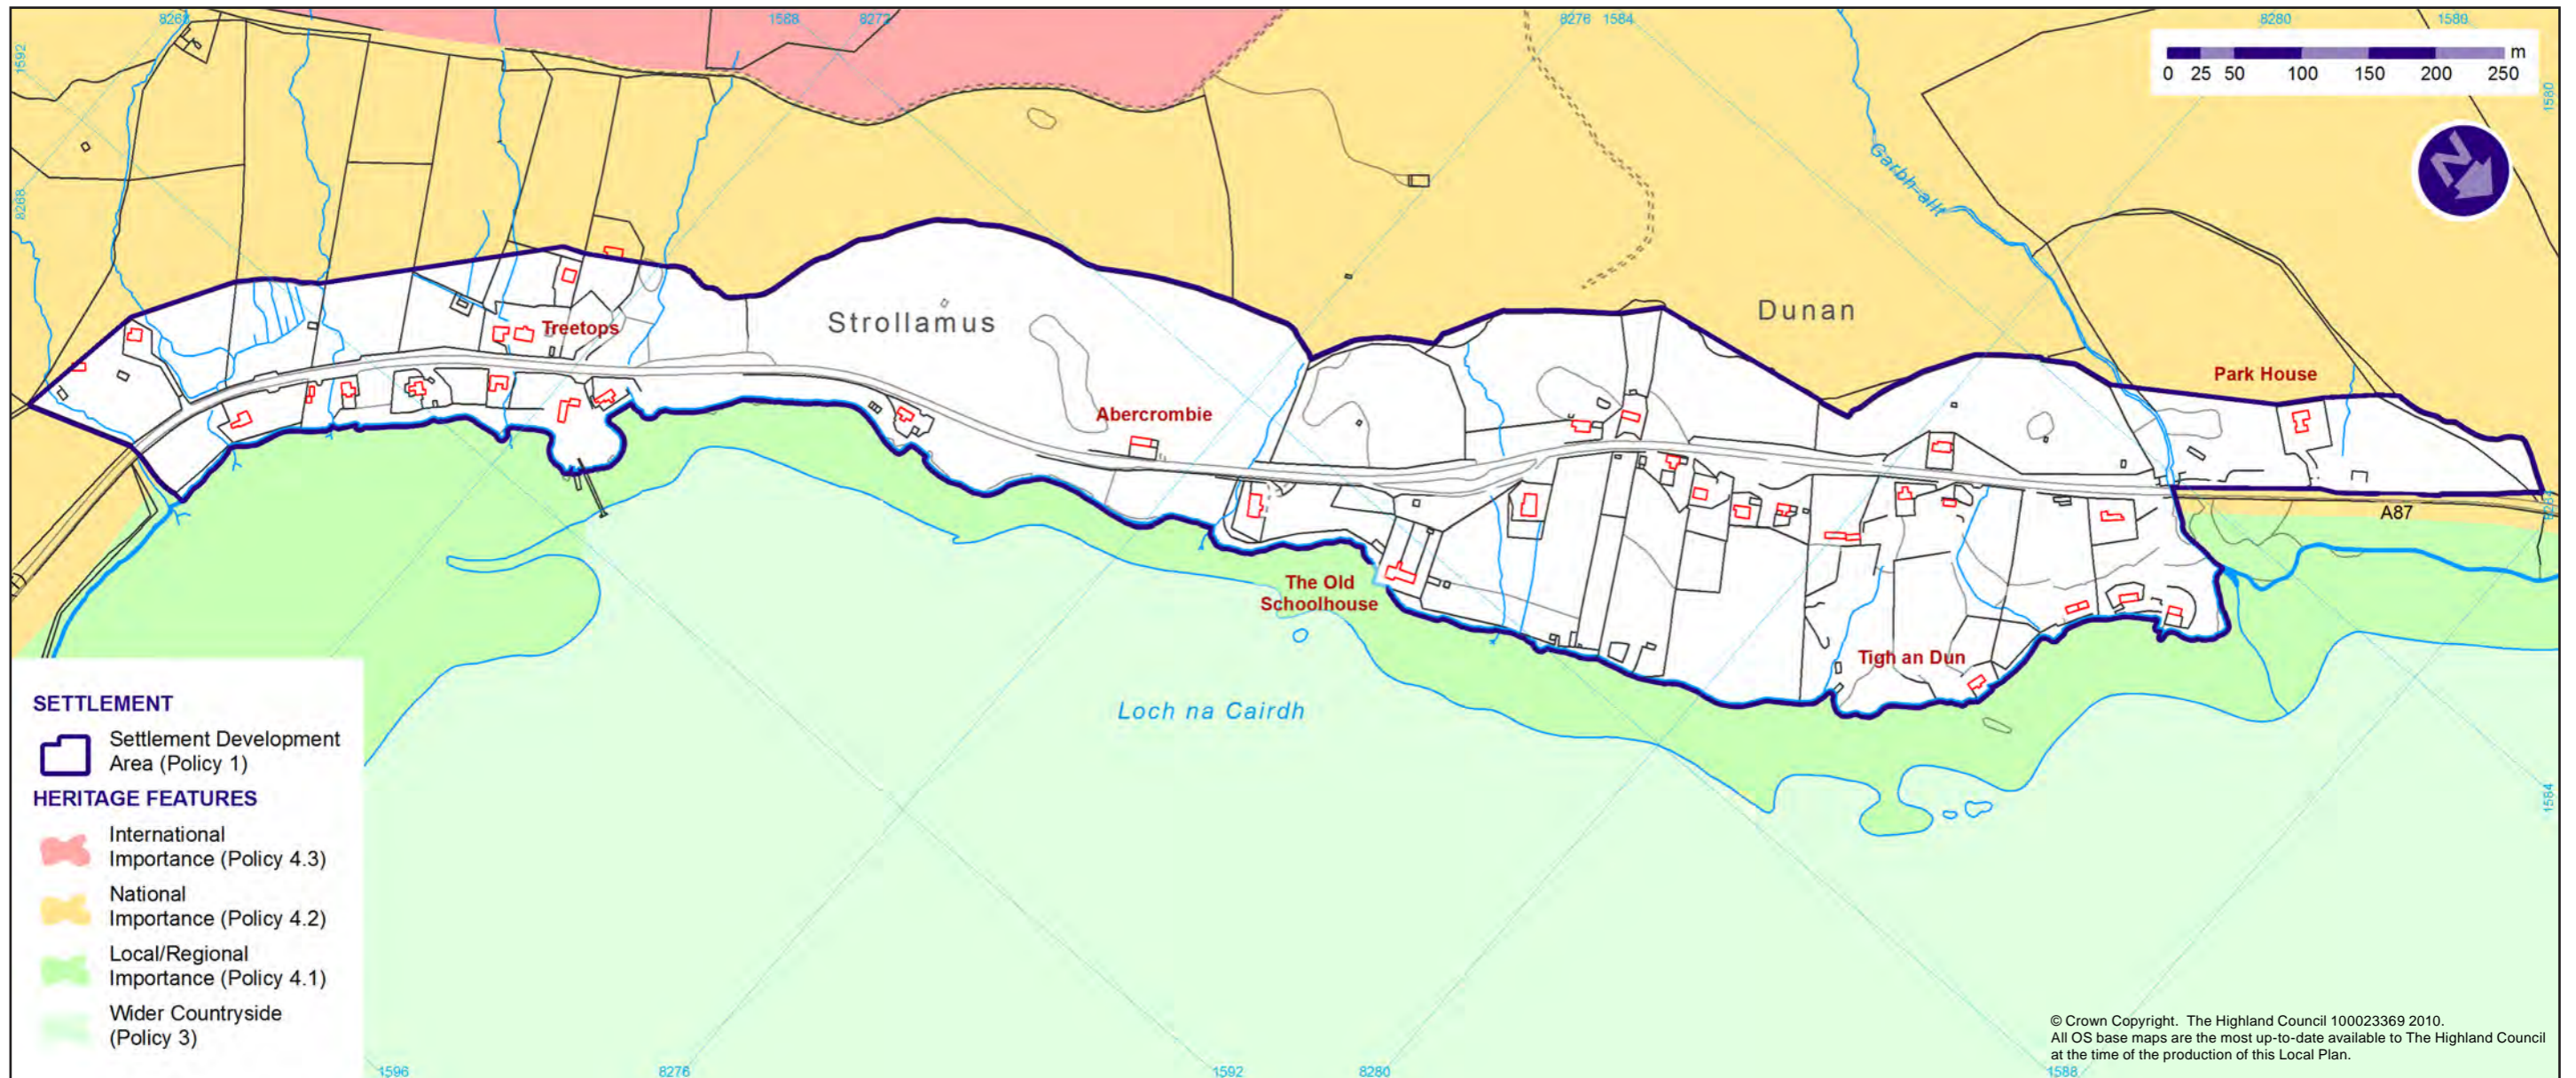 8268
1588
8272
8276
1584
8280
1580
1592
m
0 25 50 100 150 200 250
1580
N
8268
Garbh-allt
Strollamus
Dunan
Treetops
Park House
Abercrombie
A87
8284
The Old
Schoolhouse
Tigh an Dun
Loch na Cairdh
1584
SETTLEMENT
Settlement Development
Area (Policy 1)
HERITAGE FEATURES
International
Importance (Policy 4.3)
National
Importance (Policy 4.2)
Local/Regional
Importance (Policy 4.1)
Wider Countryside
(Policy 3)
© Crown Copyright. The Highland Council 100023369 2010.
All OS base maps are the most up-to-date available to The Highland Council
at the time of the production of this Local Plan.
1596
8276
1592
8280
1588